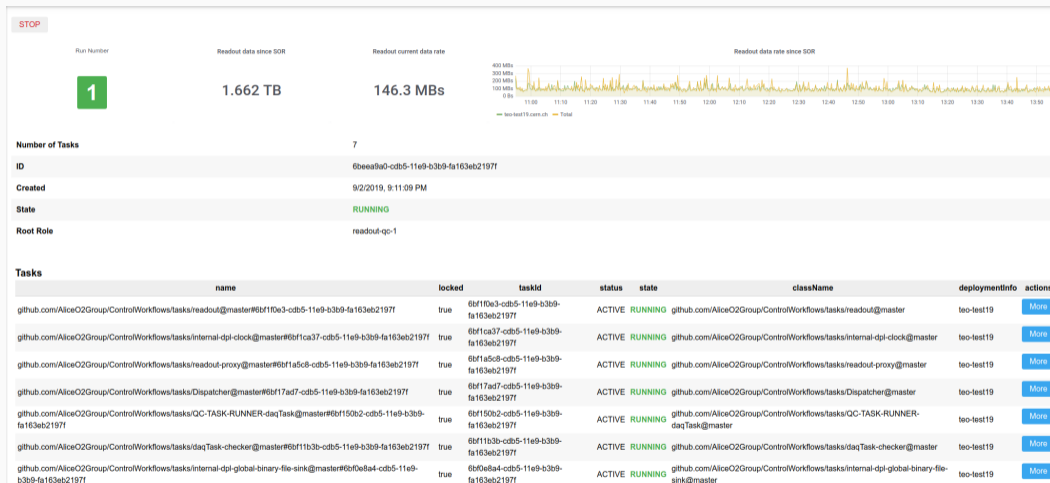 STOP
Run Number
Readout data since SOR
Readout current data rate
Readout data rate since SOR
1
1.662 TB
146.3 MBs
400 MBs
300 MBs
200 MBs
100 MBs
0 Bs
11:00 11:10 11:20 11:30 11:40 11:50 12:00 12:10 12:20 12:30 12:40 12:50 13:00 13:10 13:20 13:30 13:40 13:50
teo-test19.cern.ch Total
Number of Tasks 7
ID 6beea9a0-cdb5-11e9-b3b9-fa163eb2197f
Created 9/2/2019, 9:11:09 PM
State RUNNING
Root Role readout-qc-1
Tasks
name locked taskId status state className deploymentInfo actions
github.com/AliceO2Group/ControlWorkflows/tasks/readout@master#6bf1f0e3-cdb5-11e9-b3b9-fa163eb2197f true 6bf1f0e3-cdb5-11e9-b3b9-
fa163eb2197f ACTIVE RUNNING github.com/AliceO2Group/ControlWorkflows/tasks/readout@master teo-test19 More
github.com/AliceO2Group/ControlWorkflows/tasks/internal-dpl-clock@master#6bf1ca37-cdb5-11e9-b3b9-fa163eb2197f true 6bf1ca37-cdb5-11e9-b3b9-
fa163eb2197f ACTIVE RUNNING github.com/AliceO2Group/ControlWorkflows/tasks/internal-dpl-clock@master teo-test19 More
github.com/AliceO2Group/ControlWorkflows/tasks/readout-proxy@master#6bf1a5c8-cdb5-11e9-b3b9-fa163eb2197f true 6bf1a5c8-cdb5-11e9-b3b9-
fa163eb2197f ACTIVE RUNNING github.com/AliceO2Group/ControlWorkflows/tasks/readout-proxy@master teo-test19 More
github.com/AliceO2Group/ControlWorkflows/tasks/Dispatcher@master#6bf17ad7-cdb5-11e9-b3b9-fa163eb2197f true 6bf17ad7-cdb5-11e9-b3b9-
fa163eb2197f ACTIVE RUNNING github.com/AliceO2Group/ControlWorkflows/tasks/Dispatcher@master teo-test19 More
github.com/AliceO2Group/ControlWorkflows/tasks/QC-TASK-RUNNER-daqTask@master#6bf150b2-cdb5-11e9-b3b9-
fa163eb2197f true 6bf150b2-cdb5-11e9-b3b9-
fa163eb2197f ACTIVE RUNNING github.com/AliceO2Group/ControlWorkflows/tasks/QC-TASK-RUNNER-
daqTask@master teo-test19 More
github.com/AliceO2Group/ControlWorkflows/tasks/daqTask-checker@master#6bf11b3b-cdb5-11e9-b3b9-fa163eb2197f true 6bf11b3b-cdb5-11e9-b3b9-
fa163eb2197f ACTIVE RUNNING github.com/AliceO2Group/ControlWorkflows/tasks/daqTask-checker@master teo-test19 More
github.com/AliceO2Group/ControlWorkflows/tasks/internal-dpl-global-binary-file-sink@master#6bf0e8a4-cdb5-11e9-
b3b9-fa163eb2197f true 6bf0e8a4-cdb5-11e9-b3b9-
fa163eb2197f ACTIVE RUNNING github.com/AliceO2Group/ControlWorkflows/tasks/internal-dpl-global-binary-file-
sink@master teo-test19 More